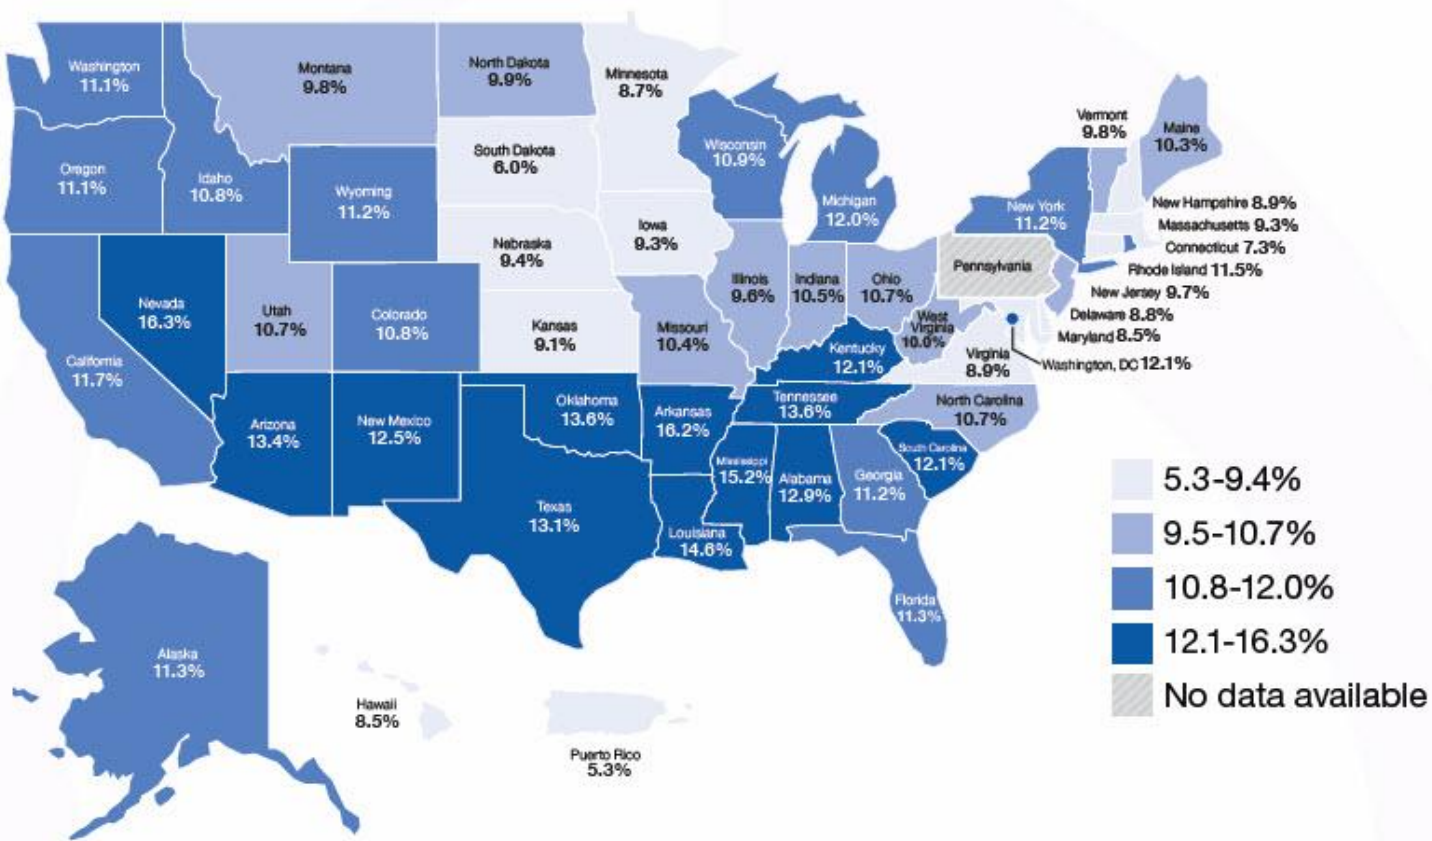 Washington
11.1%
Montana
9.8%
North Dakota
9.9%
Minnesota
8.7%
Vermont
9.8%
Maine
10.3%
Oregon
11.1%
Idaho
10.8%
Wyoming
11.2%
South Dakota
6.0%
Wisconsin
10.9%
Michigan
12.0%
New York
11.2%
New Hampshire 8.9%
Massachusetts 9.3%
Connecticut 7.3%
Rhode Island 11.5%
New Jersey 9.7%
Delaware 8.8%
Maryland 8.5%
Washington, DC 12.1%
Nebraska
9.4%
Iowa
9.3%
Pennsylvania
Nevada
16.3%
Utah
10.7%
Colorado
10.8%
Kansas
9.1%
Missouri
10.4%
Illinois
9.6%
Indiana
10.5%
Ohio
10.7%
West
Virginia
10.0%
Virginia
8.9%
California
11.7%
Kentucky
12.1%
Arizona
13.4%
New Mexico
12.5%
Oklahoma
13.6%
Arkansas
16.2%
Tennessee
13.6%
North Carolina
10.7%
South Carolina
12.1%
Mississippi
15.2%
Alabama
12.9%
Georgia
11.2%
Texas
13.1%
Louisiana
14.6%
Florida
11.3%
Alaska
11.3%
Hawaii
8.5%
Puerto Rico
5.3%
5.3-9.4%
9.5-10.7%
10.8-12.0%
12.1-16.3%
No data available